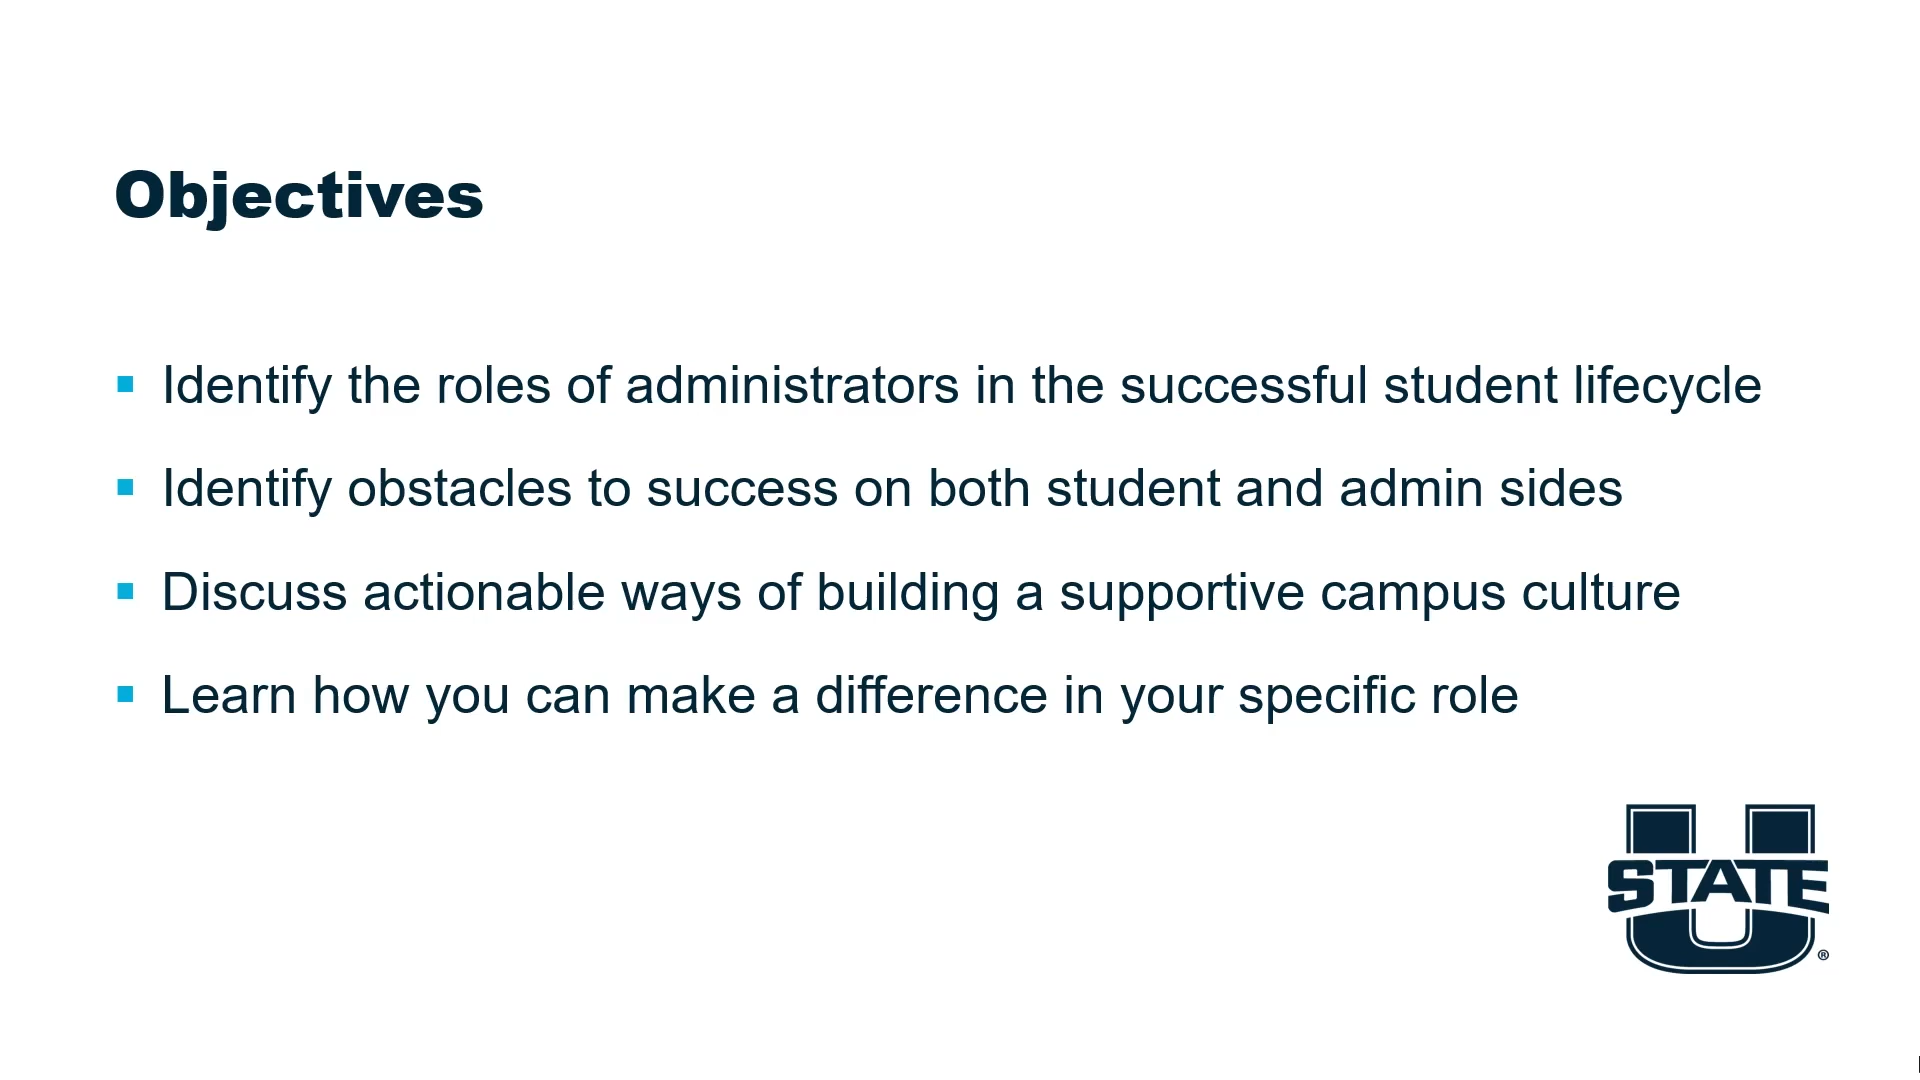 Objectives
Identify the roles of administrators in the successful student lifecycle
Identify obstacles to success on both student and admin sides
Discuss actionable ways of building a supportive campus culture
Learn how you can make a difference in your specific role
U
STATE
®